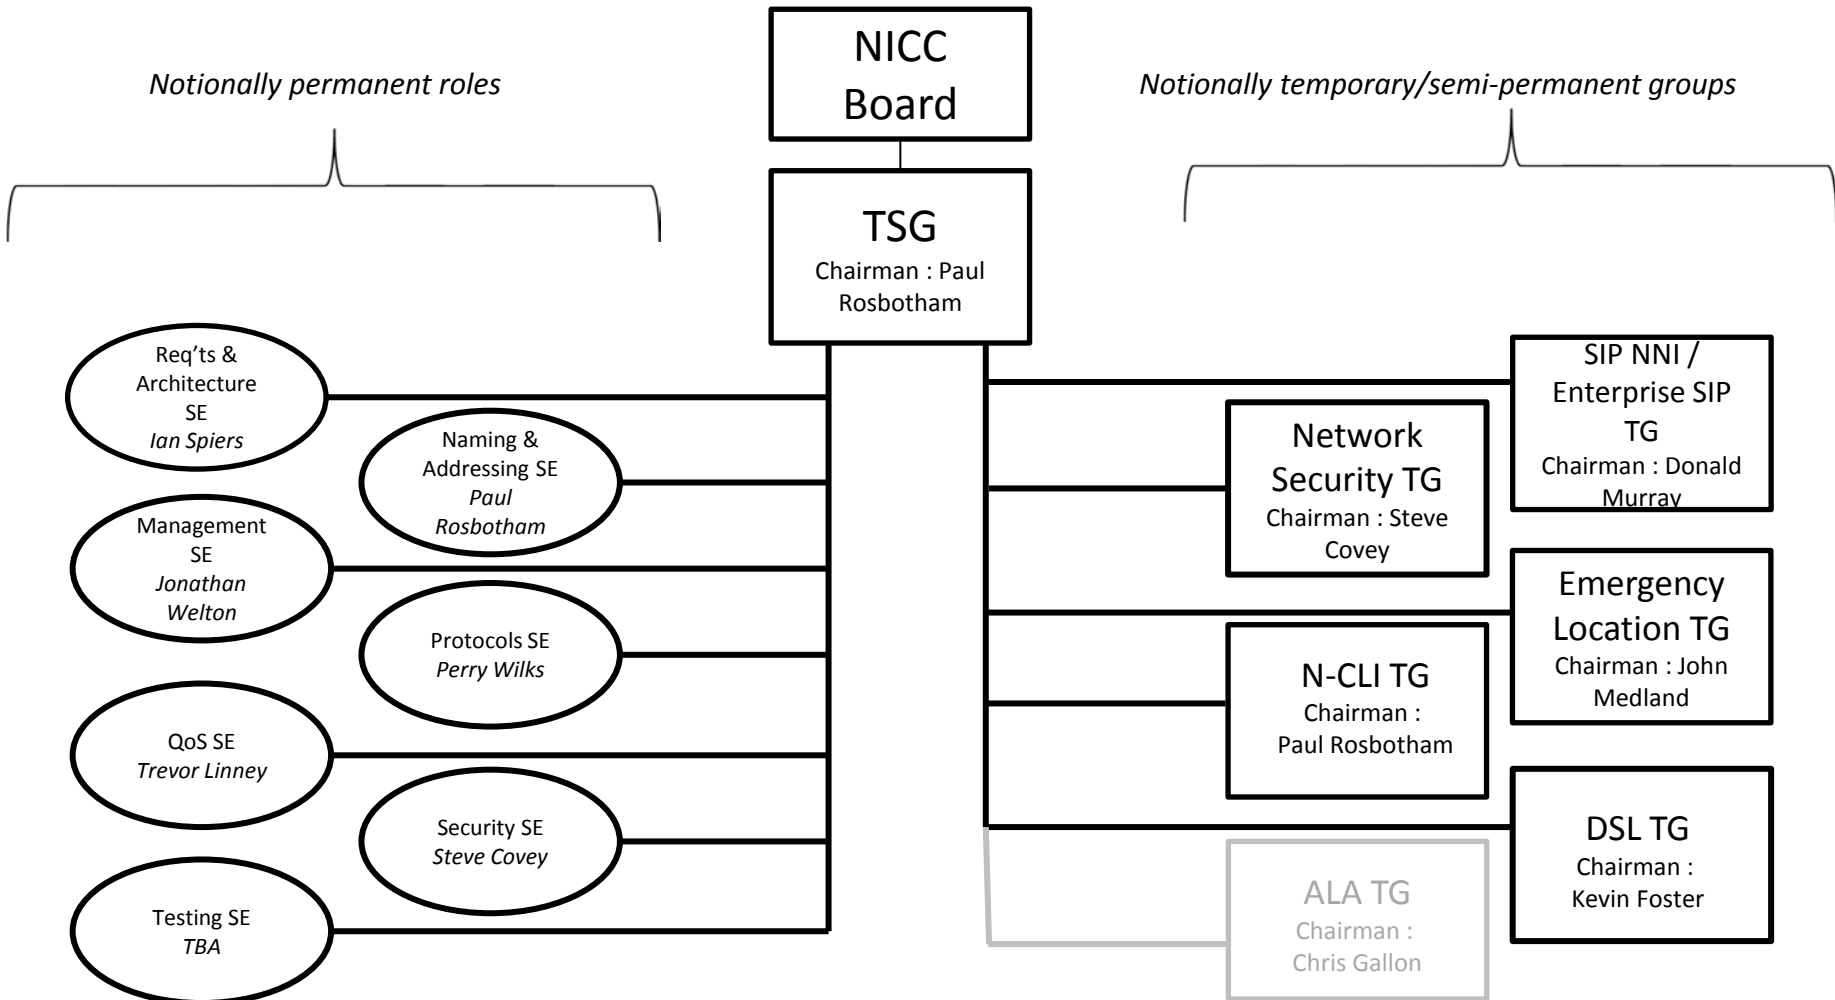 NICC
Board
Notionally permanent roles
Notionally temporary/semi-permanent groups
TSG
Chairman : Paul
Rosbotham
Req’ts &
Architecture
SE
Ian Spiers
Naming &
Addressing SE
Paul
Rosbotham
Management
SE
Jonathan
Welton
Protocols SE
Perry Wilks
QoS SE
Trevor Linney
Security SE
Steve Covey
Testing SE
TBA
SIP NNI /
Enterprise SIP
TG
Chairman : Donald
Murray
Network
Security TG
Chairman : Steve
Covey
Emergency
Location TG
Chairman : John
Medland
N-CLI TG
Chairman :
Paul Rosbotham
DSL TG
Chairman :
Kevin Foster
ALA TG
Chairman :
Chris Gallon